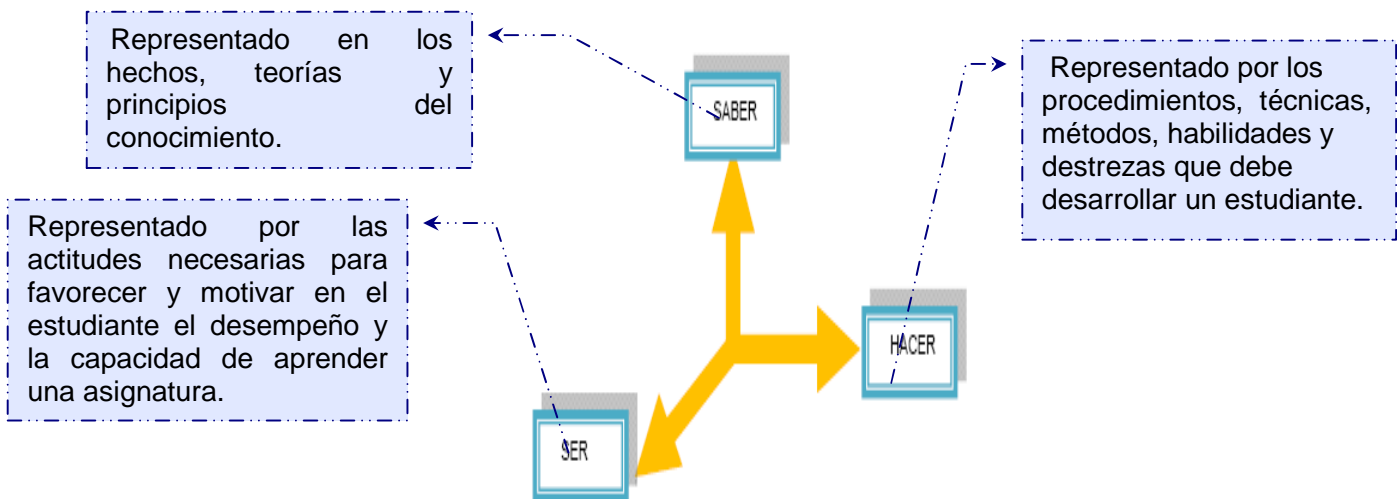 Representado en los
hechos, teorías y
principios del
conocimiento.
SABER
Representado por los
procedimientos, técnicas,
métodos, habilidades y
destrezas que debe
desarrollar un estudiante.
Representado por las
actitudes necesarias para
favorecer y motivar en el
estudiante el desempeño y
la capacidad de aprender
una asignatura.
HACER
SER